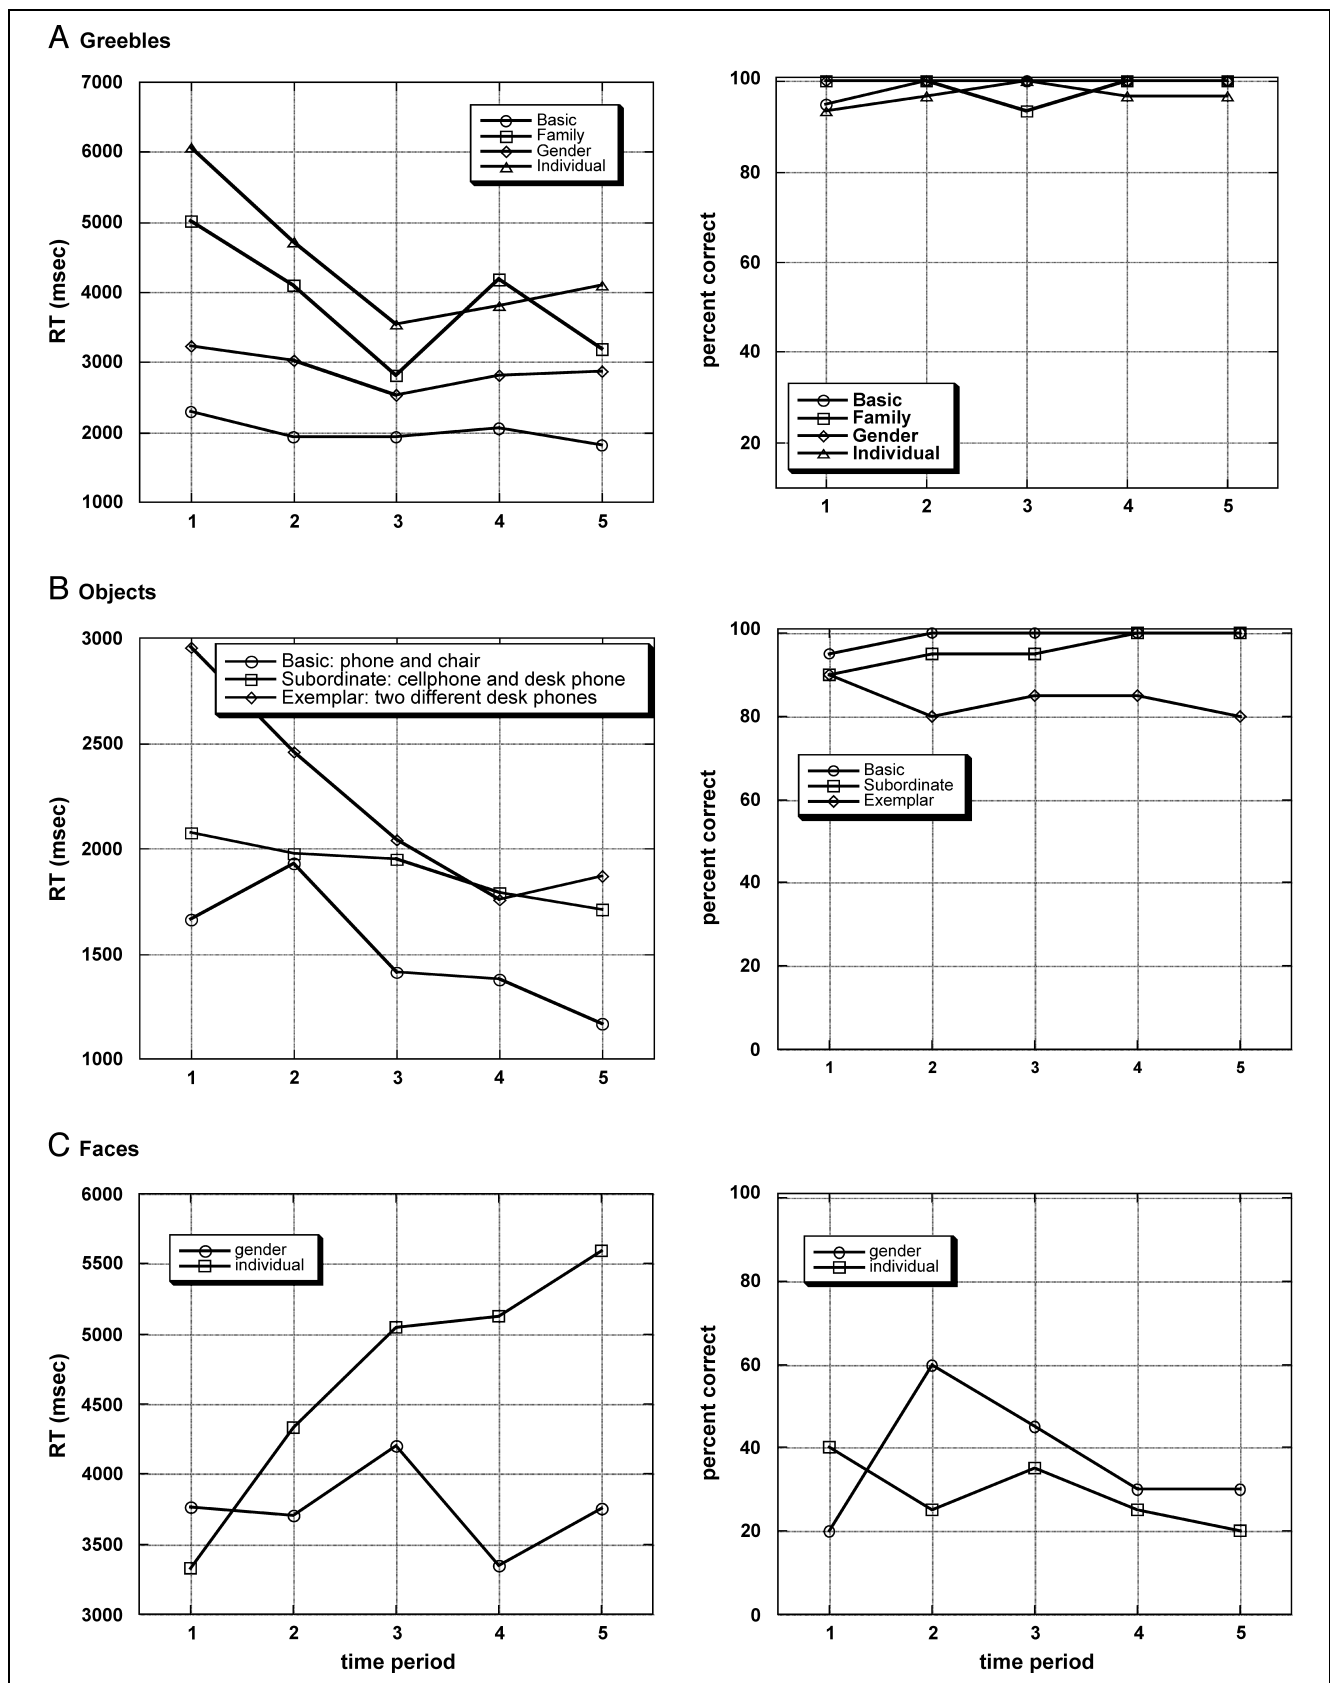 A Greebles
7000
6000
5000
4000
3000
2000
1000
RT (msec)
1 2 3 4 5
Basic
Family
Gender
Individual
100
80
60
40
20
percent correct
1 2 3 4 5
Basic
Family
Gender
Individual
B Objects
3000
2500
2000
1500
1000
RT (msec)
1 2 3 4 5
Basic: phone and chair
Subordinate: cellphone and desk phone
Exemplar: two different desk phones
100
80
60
40
20
0
percent correct
1 2 3 4 5
Basic
Subordinate
Exemplar
C Faces
6000
5500
5000
4500
4000
3500
3000
RT (msec)
1 2 3 4 5
time period
gender
individual
100
80
60
40
20
0
percent correct
1 2 3 4 5
time period
gender
individual